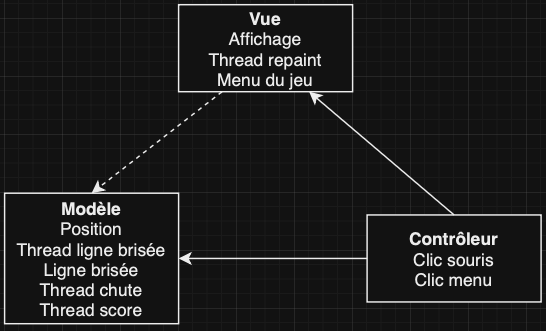 Vue
Affichage
Thread repaint
Menu du jeu
Modèle
Position
Thread ligne brisée
Ligne brisée
Thread chute
Thread score
Contrôleur
Clic souris
Clic menu